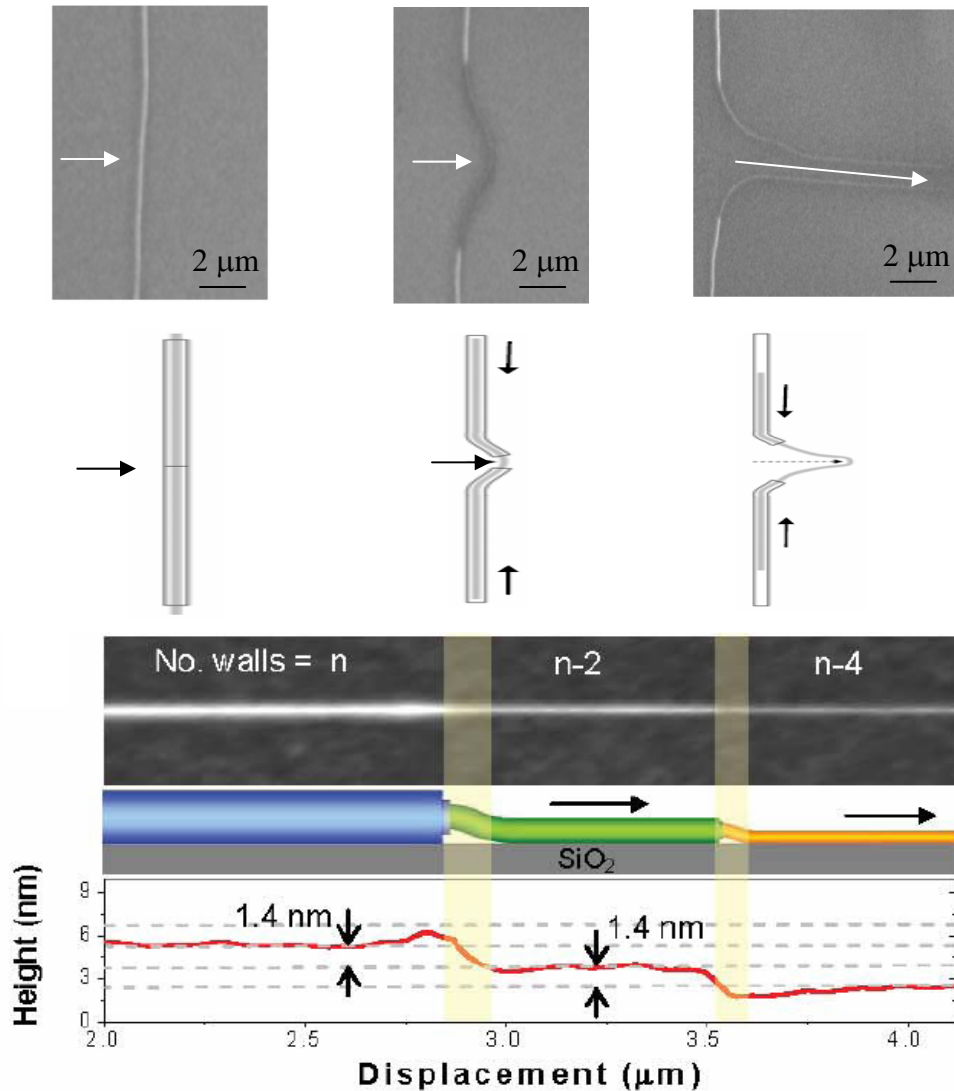 2 μm 2 μm 2 μm
No. walls = n n-2 n-4
SiO₂
9
1.4 nm 1.4 nm
6
3
0
2.0 2.5 3.0 3.5 4.0
Height (nm)
Displacement (μm)